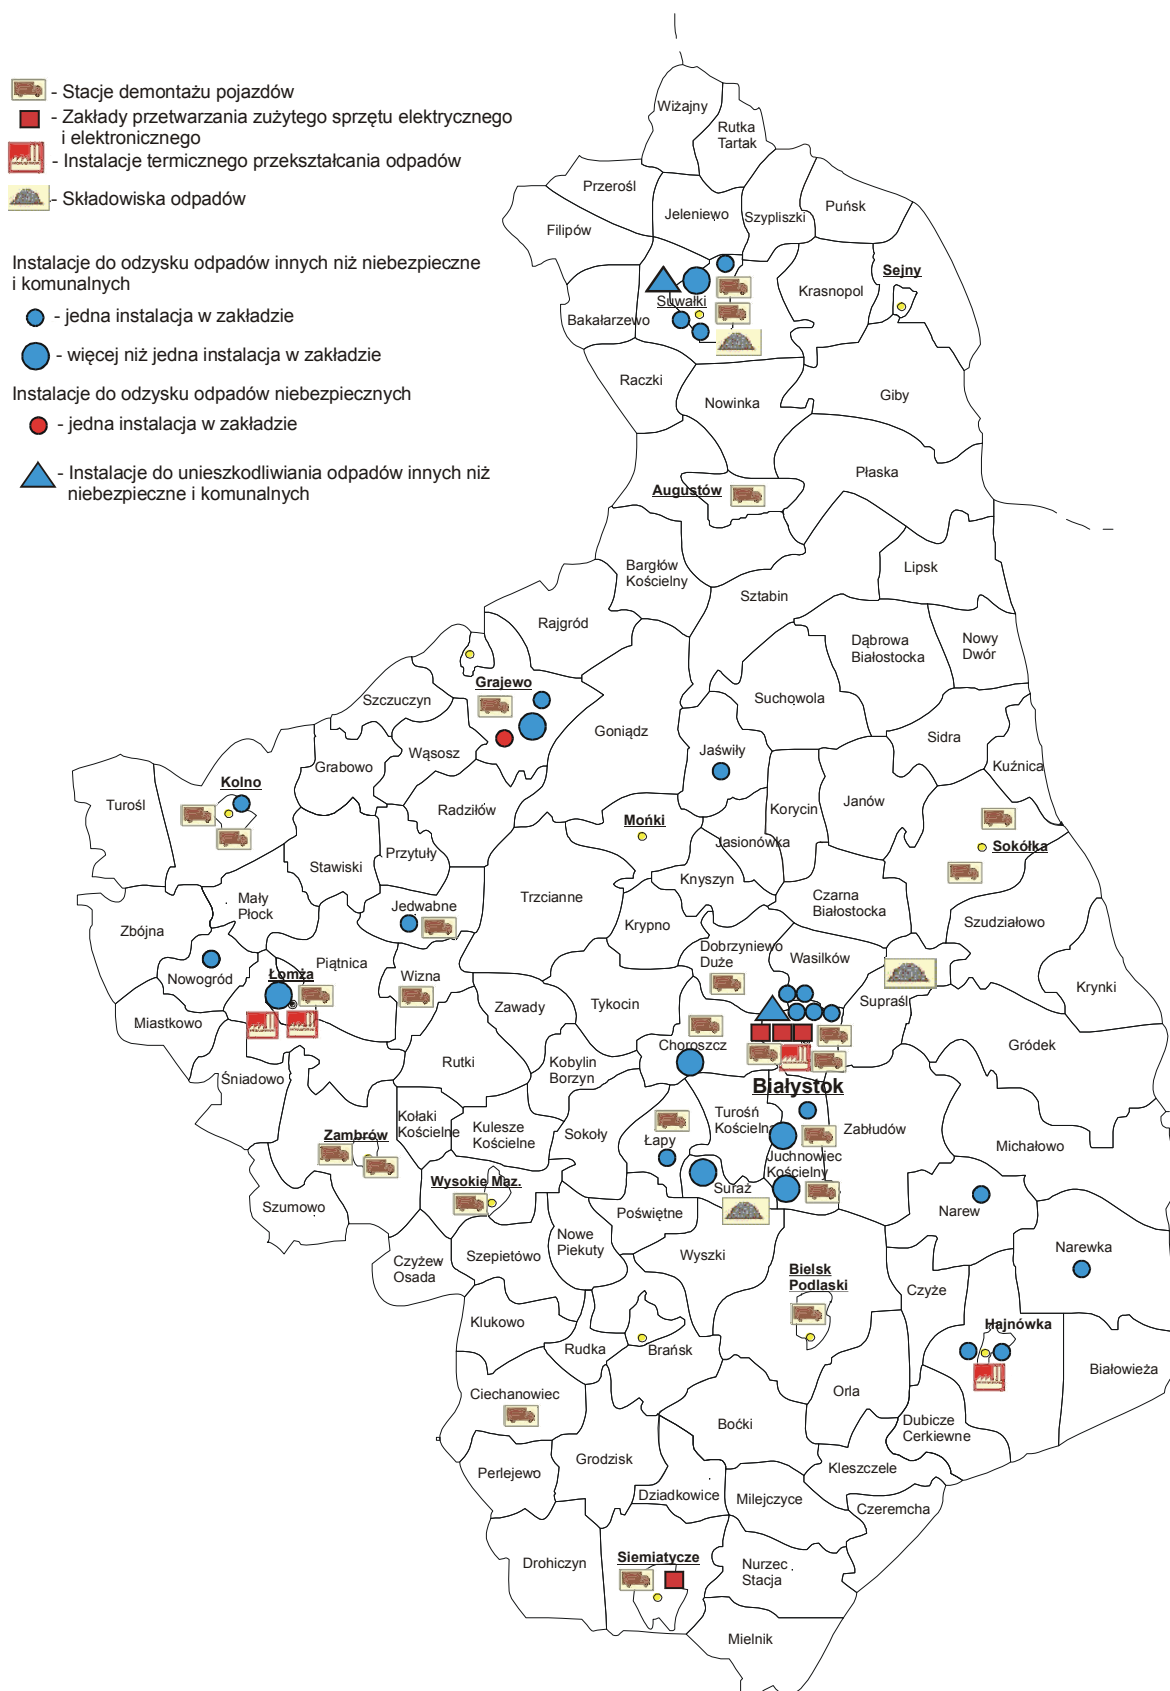 - Stacje demontażu pojazdów
- Zakłady przetwarzania zużytego sprzętu elektrycznego
i elektronicznego
- Instalacje termicznego przekształcania odpadów
- Składowiska odpadów
Instalacje do odzysku odpadów innych niż niebezpieczne
i komunalnych
- jedna instalacja w zakładzie
- więcej niż jedna instalacja w zakładzie
Instalacje do odzysku odpadów niebezpiecznych
- jedna instalacja w zakładzie
- Instalacje do unieszkodliwiania odpadów innych niż
niebezpieczne i komunalnych
Wiżajny
Rutka
Tartak
Przerośl
Jeleniewo
Szypliszki
Puńsk
Filipów
Sejny
Krasnopol
Suwałki
Bakałarzewo
Raczki
Nowinka
Giby
Płaska
Augustów
Bargłów
Kościelny
Lipsk
Sztabin
Rajgród
Dąbrowa
Białostocka
Nowy
Dwór
Grajewo
Szczuczyn
Suchowola
Goniądz
Sidra
Jaświły
Wąsosz
Grabowo
Kuźnica
Kolno
Turośl
Radziłów
Korycin
Janów
Mońki
Jasionówka
Sokółka
Stawiski
Przytuły
Knyszyn
Trzcianne
Czarna
Białostocka
Mały
Płock
Jedwabne
Zbójna
Krypno
Szudziałowo
Dobrzyniewo
Duże
Wasilków
Piątnica
Łomża
Nowogród
Wizna
Supraśl
Krynki
Zawady
Tykocin
Miastkowo
Choroszcz
Gródek
Rutki
Kobylin
Borzyn
Śniadowo
Białystok
Kołaki
Kościelne
Kulesze
Kościelne
Sokoły
Łapy
Turośń
Kościelna
Zabłudów
Zambrów
Michałowo
Juchnowiec
Kościelny
Wysokie Maz.
Suraż
Szumowo
Narew
Poświętne
Nowe
Piekuty
Szepietówo
Wyszki
Narewka
Czyżew
Osada
Bielsk
Podlaski
Czyże
Klukowo
Hajnówka
Rudka
Brańsk
Białowieża
Ciechanowiec
Orla
Boćki
Dubicze
Cerkiewne
Grodzisk
Perlejewo
Kleszczele
Dziadkowice
Milejczyce
Czeremcha
Siemiatycze
Drohiczyn
Nurzec
Stacja
Mielnik